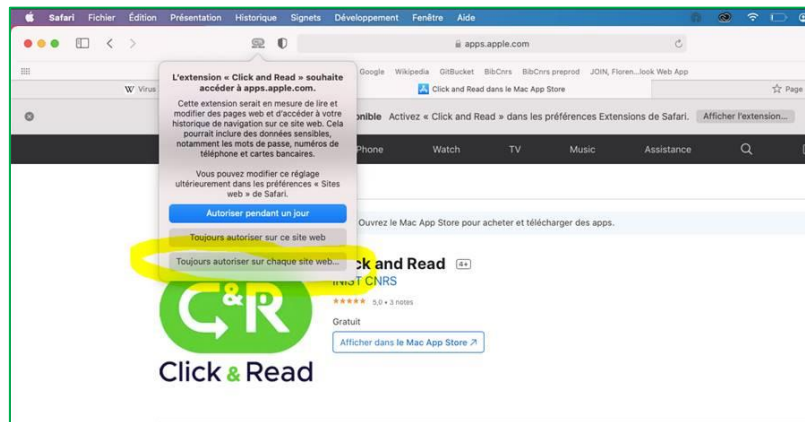 Safari Fichier Édition Présentation Historique Signets Développement Fenêtre Aide
apps.apple.com
Google Wikipedia GitBucket BibCnrs BibCnrs preprod JOIN, Floren...look Web App
W Virus
Click and Read dans le Mac App Store
Page
onible Activez « Click and Read » dans les préférences Extensions de Safari. Afficher l'extension...
Phone Watch TV Music Assistance
L'extension « Click and Read » souhaite
accéder à apps.apple.com.
Cette extension serait en mesure de lire et
modifier des pages web et d'accéder à votre
historique de navigation sur ce site web. Cela
pourrait inclure des données sensibles,
notamment les mots de passe, numéros de
téléphone et cartes bancaires.
Vous pouvez modifier ce réglage
ultérieurement dans les préférences « Sites
web » de Safari.
Autoriser pendant un jour
Toujours autoriser sur ce site web
Toujours autoriser sur chaque site web...
Ouvrez le Mac App Store pour acheter et télécharger des apps.
ck and Read 4+
INIST CNRS
★★★★★ 5,0 • 3 notes
Gratuit
Afficher dans le Mac App Store ↗
C&R
Click & Read